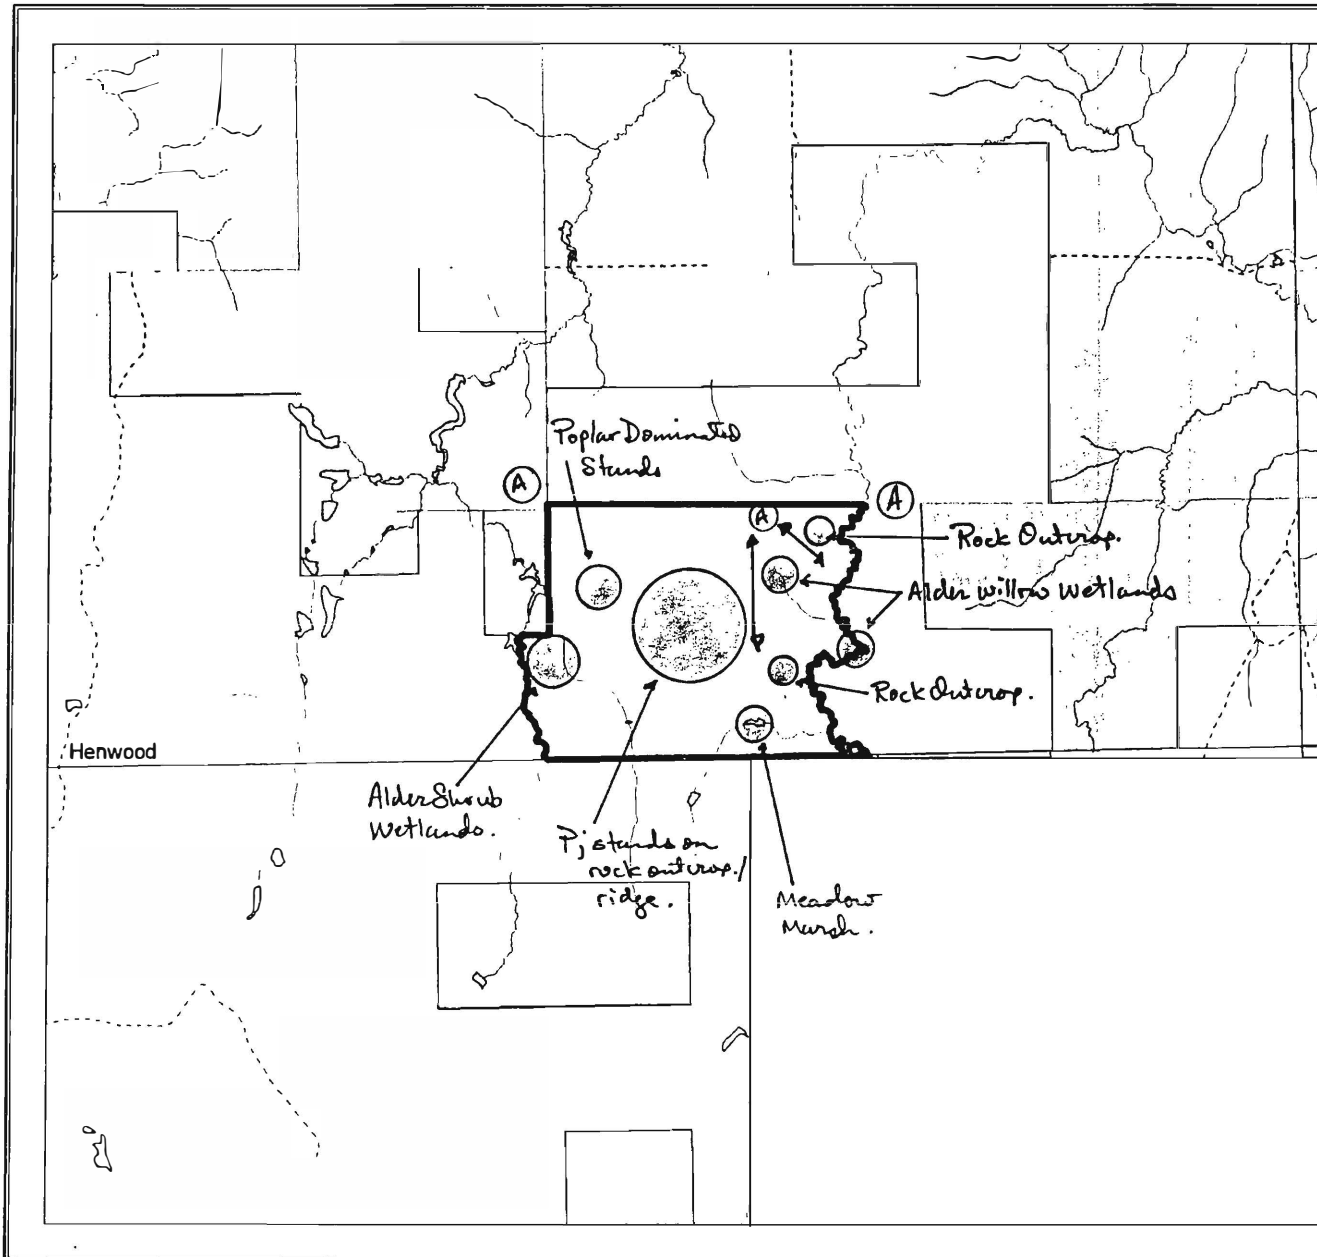 Poplar Dominated
Stands
A
A
A
Rock Outcrop.
Alder willow wetlands
Rock Outcrop.
Henwood
Alder Shrub
Wetlands.
Pj stands on
rock outcrop/
ridge.
Meadow
Marsh.